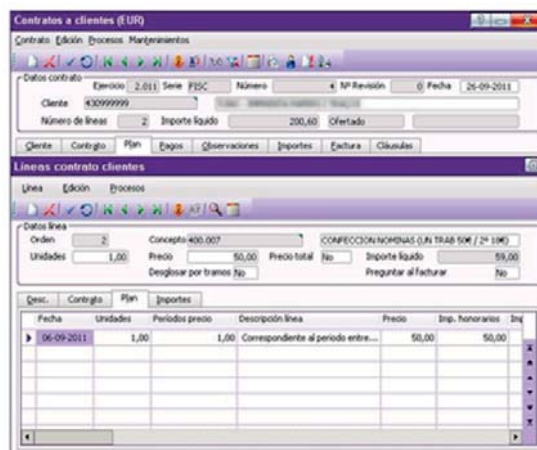 Contratos a clientes (EUR)
Contrato Edición Procesos Mantenimientos
Datos contrato
Ejercicio 2.011 Serie FISC Número 4 Nº Revisión 0 Fecha 26-09-2011
Cliente 430999999
Número de líneas 2 Importe líquido 200,60 Ofertado
Cliente Contrato Plan Pagos Observaciones Importes Factura Cláusulas
Líneas contrato clientes
Línea Edición Procesos
Datos línea
Orden 2 Concepto 400.007 CONFECCION NOMINAS (UN TRAB 50€ / 2º 10€)
Unidades 1,00 Precio 50,00 Precio total No Importe líquido 59,00
Desglosar por tramos No Preguntar al facturar No
Desc. Contrato Plan Importes
Fecha Unidades Períodos precio Descripción línea Precio Imp. honorarios Imp
06-09-2011 1,00 1,00 Correspondiente al periodo entre... 50,00 50,00